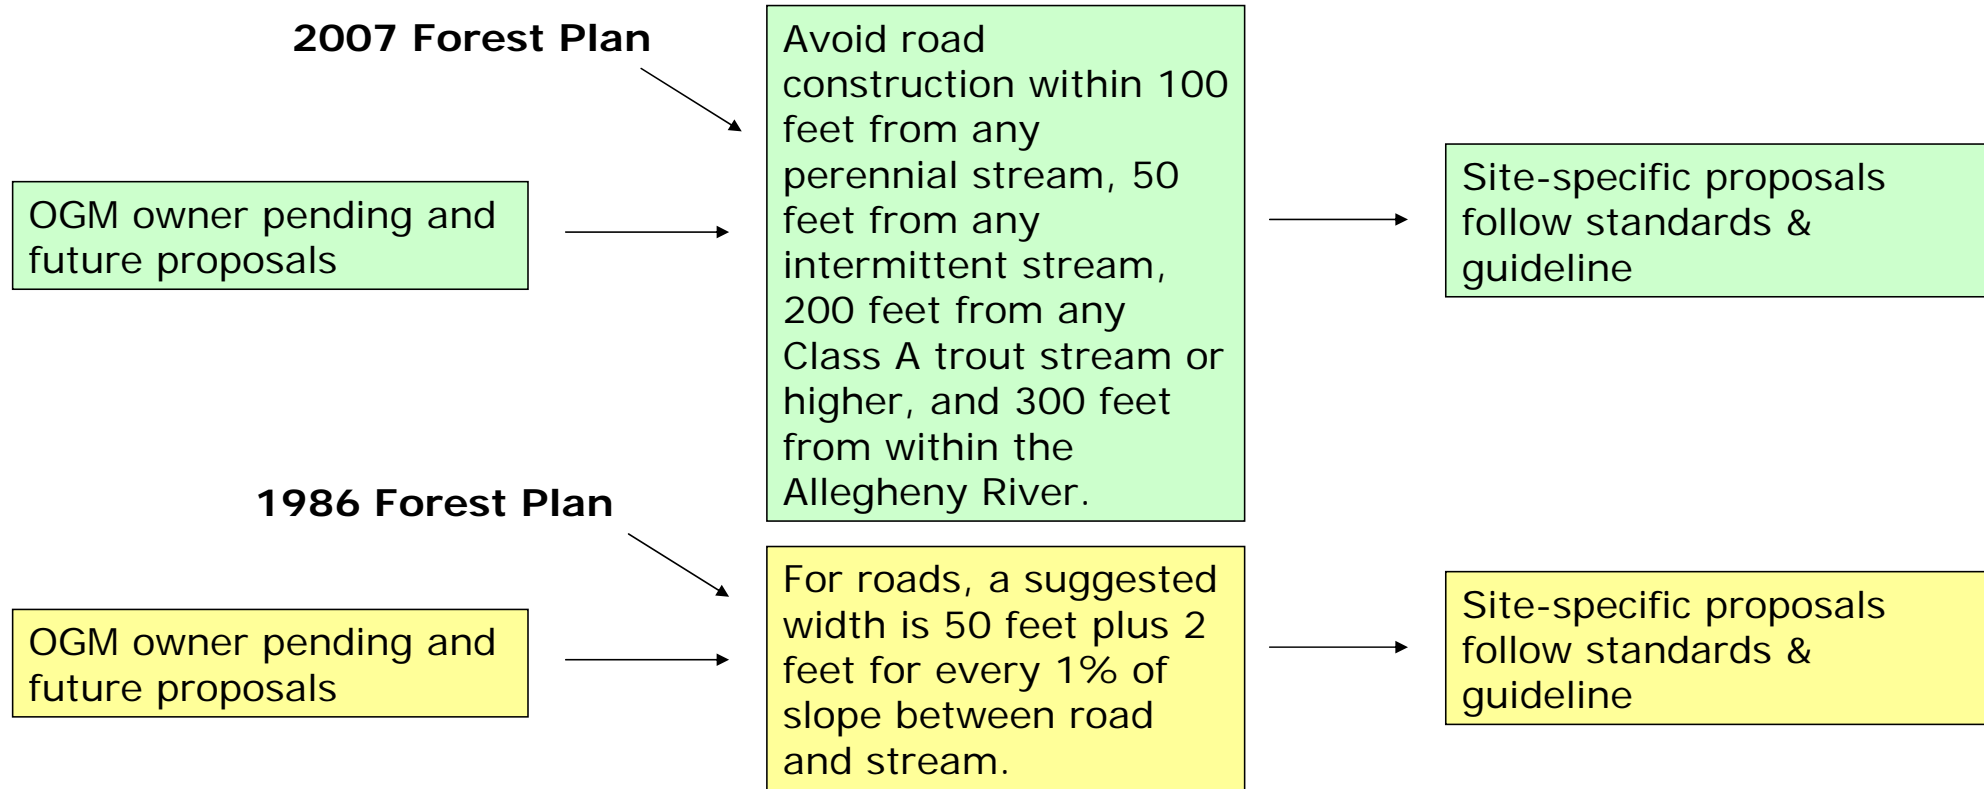 2007 Forest Plan
OGM owner pending and
future proposals
Avoid road
construction within 100
feet from any
perennial stream, 50
feet from any
intermittent stream,
200 feet from any
Class A trout stream or
higher, and 300 feet
from within the
Allegheny River.
Site-specific proposals
follow standards &
guideline
1986 Forest Plan
OGM owner pending and
future proposals
For roads, a suggested
width is 50 feet plus 2
feet for every 1% of
slope between road
and stream.
Site-specific proposals
follow standards &
guideline